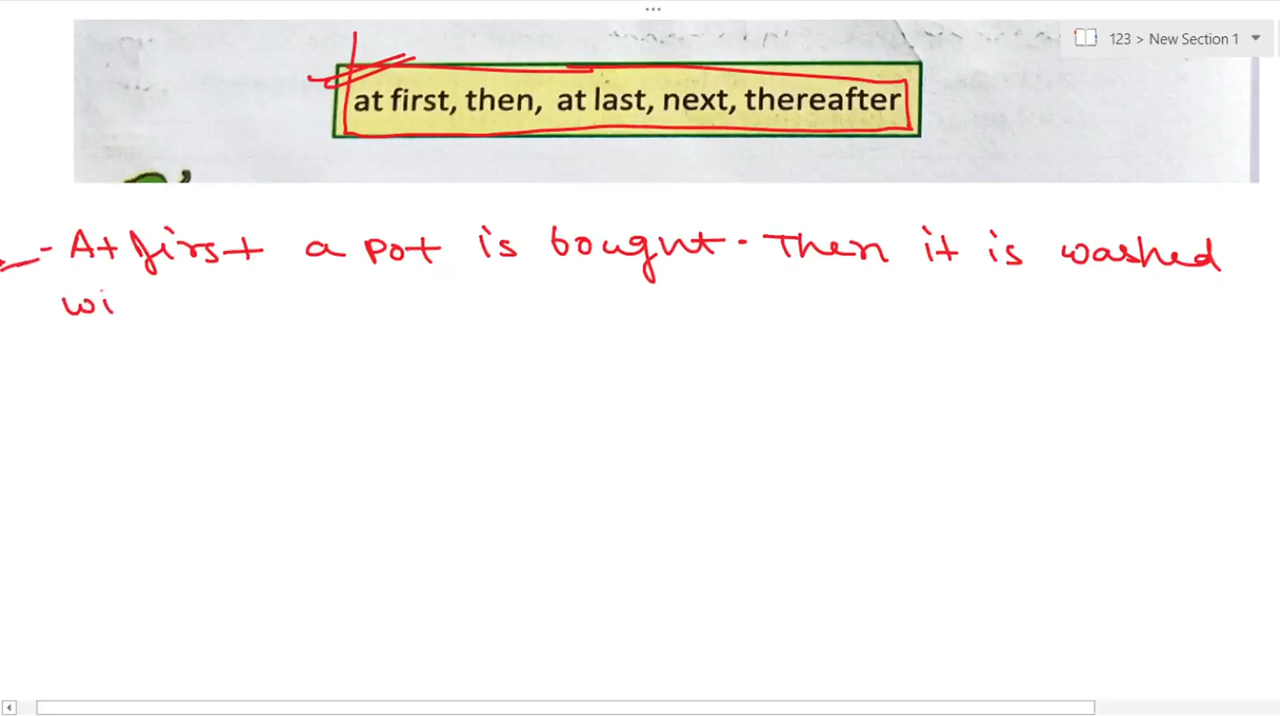 ...
123 > New Section 1
at first, then, at last, next, thereafter
- At first a pot is bought. Then it is washed
wi